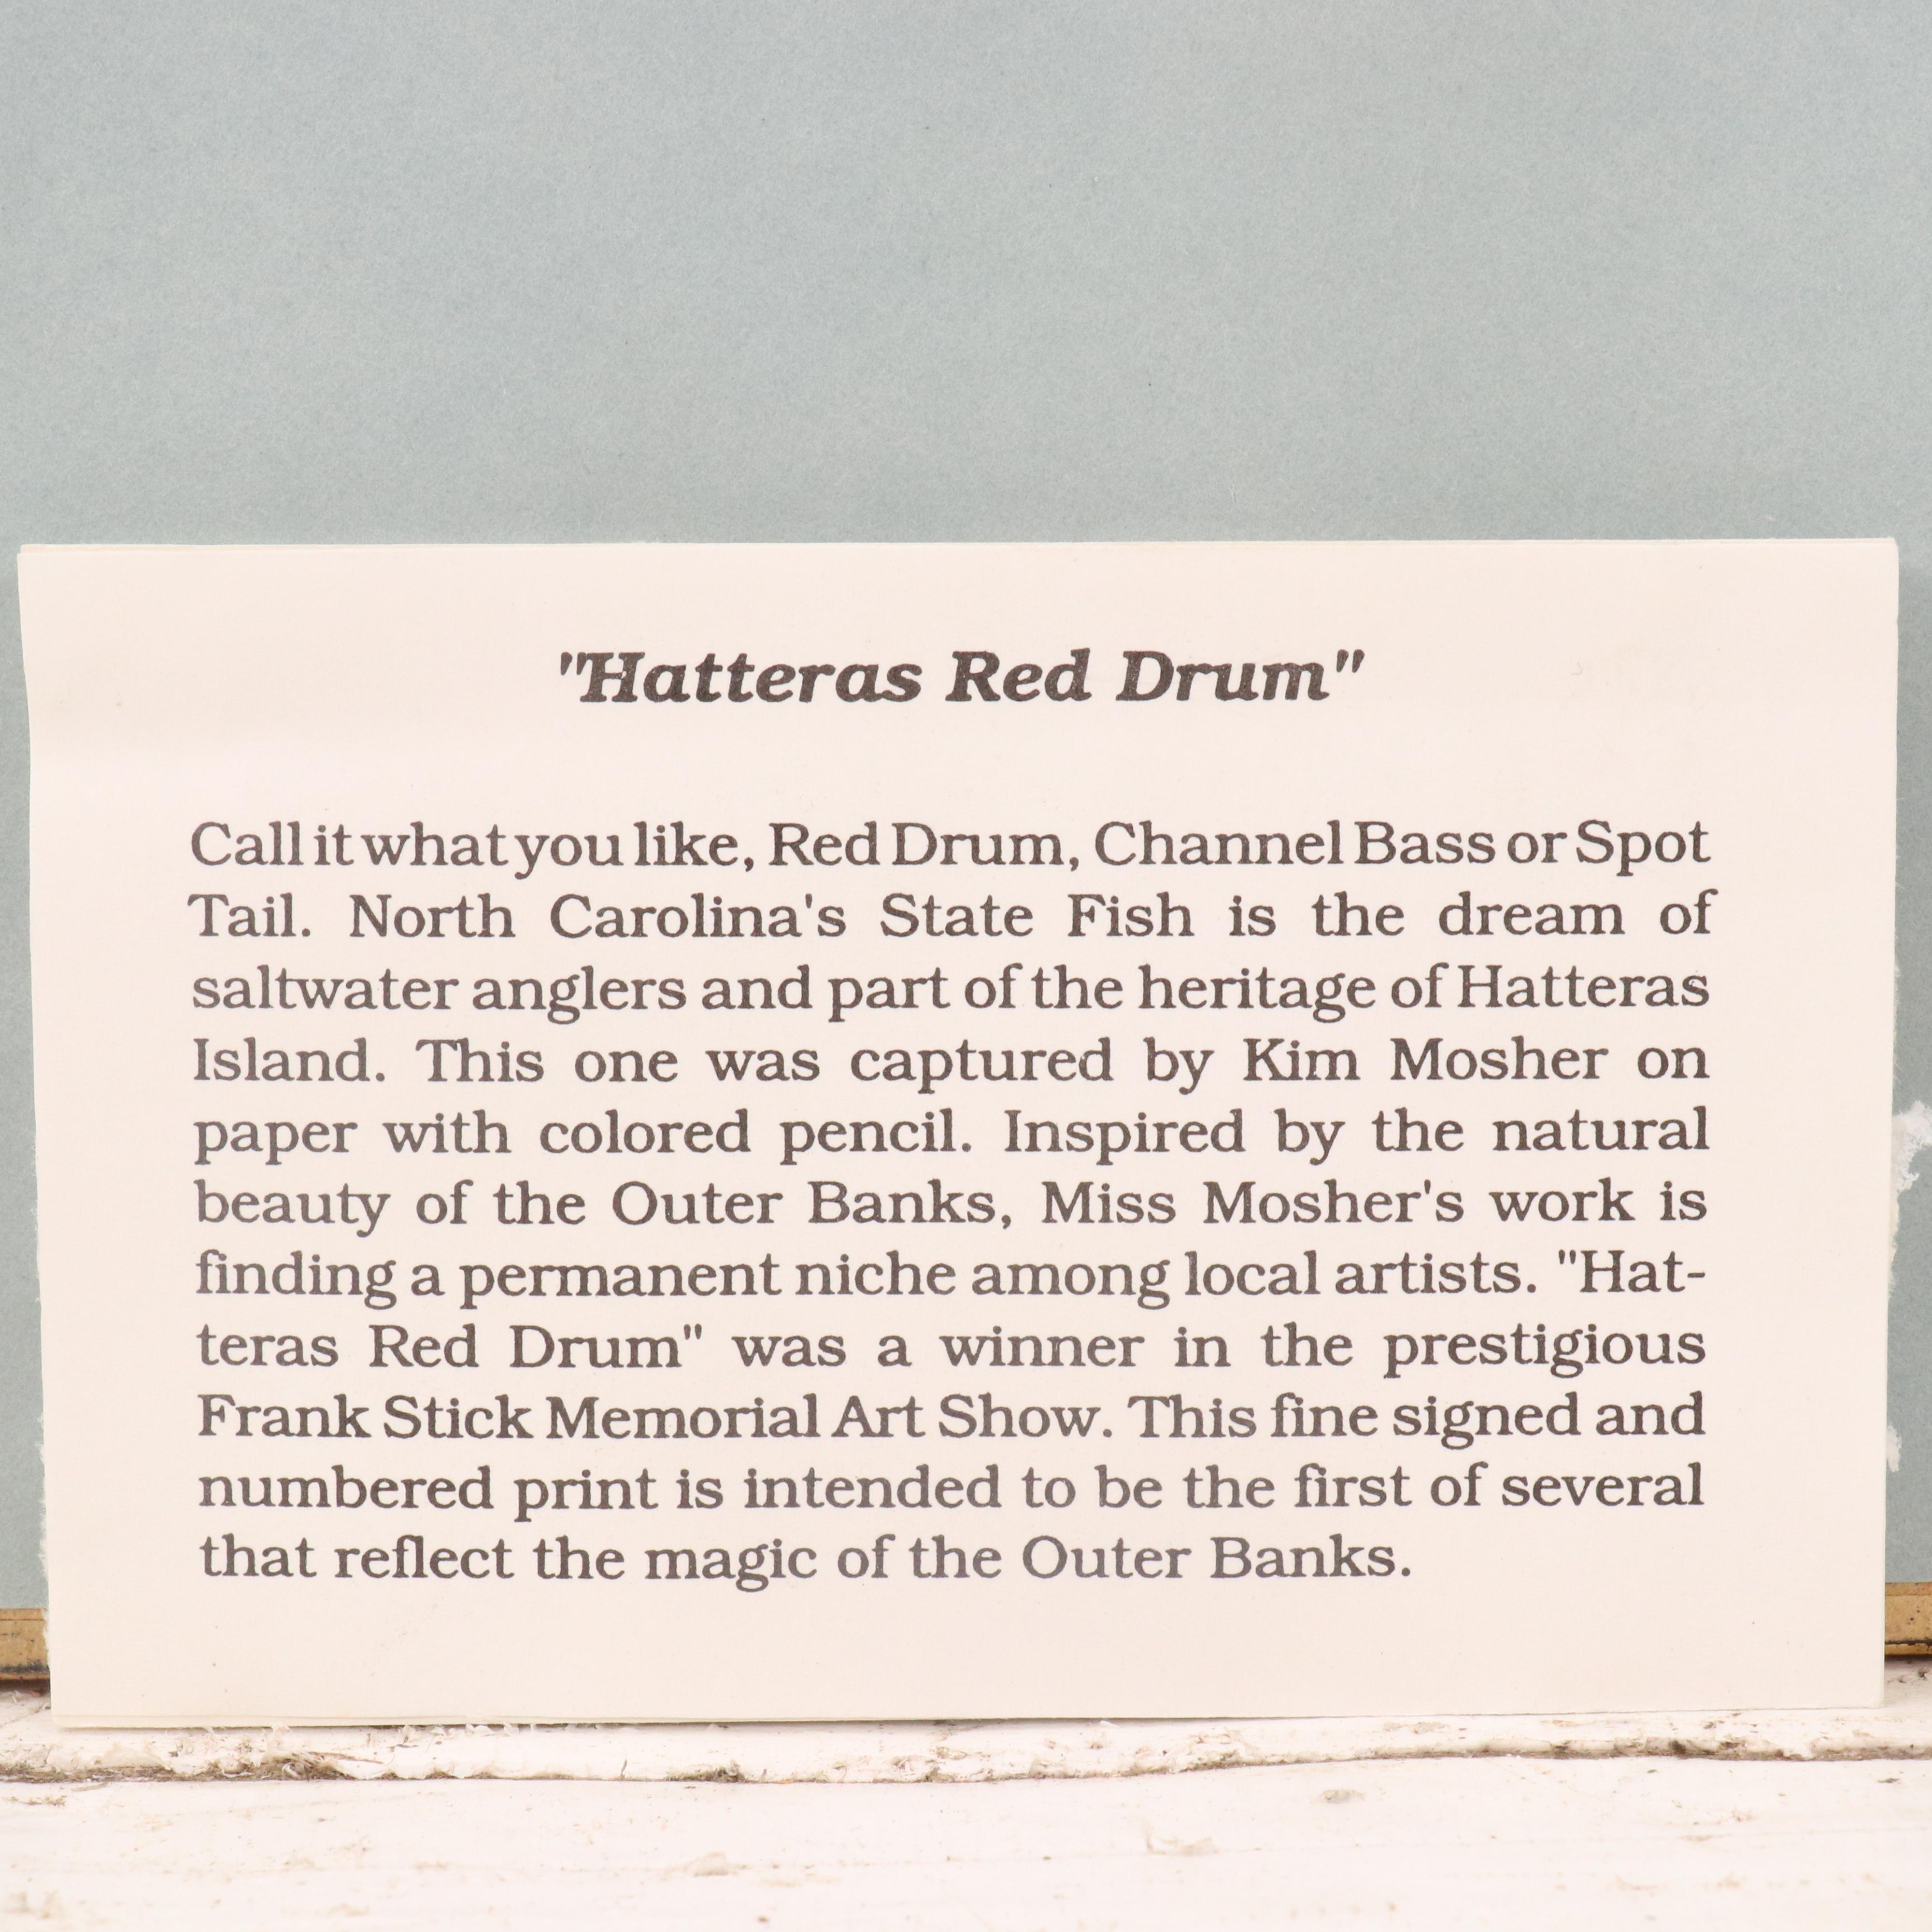 "Hatteras Red Drum"
Call it what you like, Red Drum, Channel Bass or Spot
Tail. North Carolina's State Fish is the dream of
saltwater anglers and part of the heritage of Hatteras
Island. This one was captured by Kim Mosher on
paper with colored pencil. Inspired by the natural
beauty of the Outer Banks, Miss Mosher's work is
finding a permanent niche among local artists. "Hat-
teras Red Drum" was a winner in the prestigious
Frank Stick Memorial Art Show. This fine signed and
numbered print is intended to be the first of several
that reflect the magic of the Outer Banks.